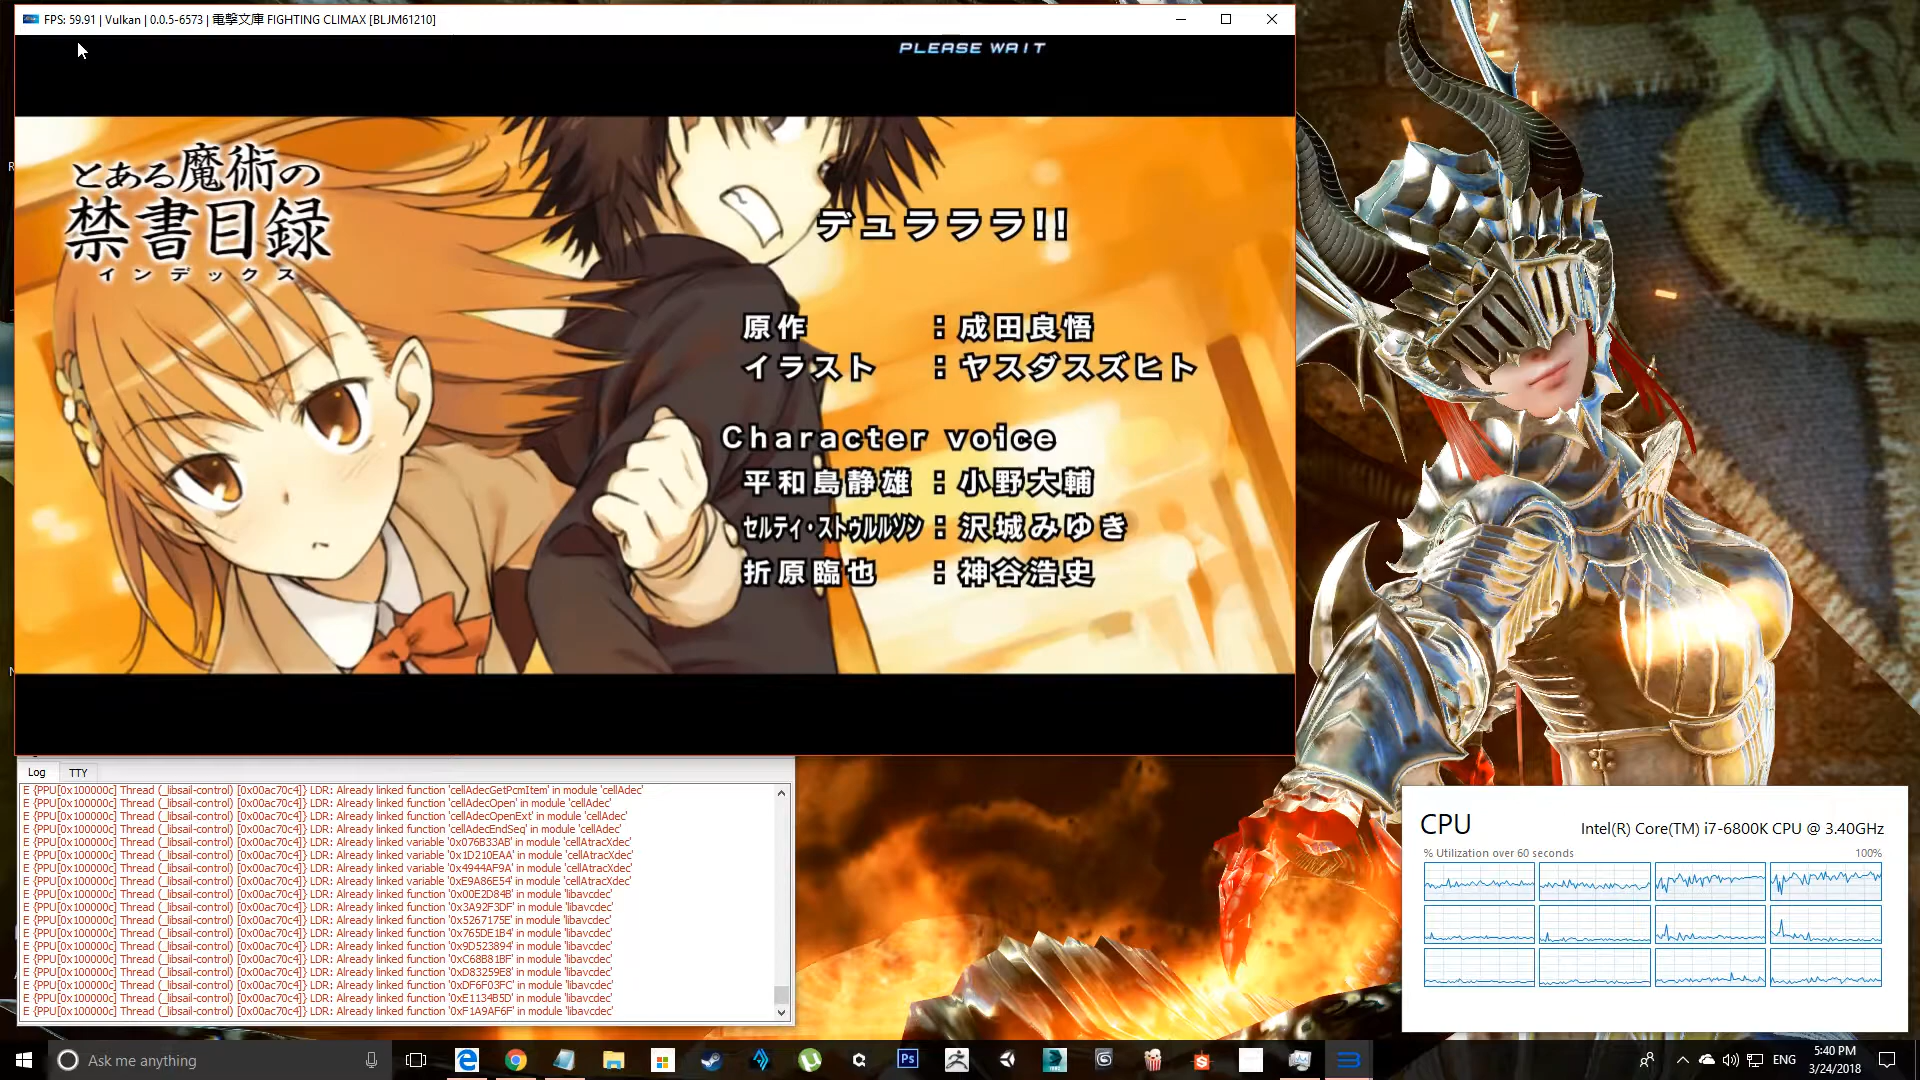 FPS: 59.91 | Vulkan | 0.0.5-6573 | 電撃文庫 FIGHTING CLIMAX [BLJM61210]
PLEASE WAIT
とある魔術の
禁書目録
インデックス
デュラララ!!
原作 : 成田良悟
イラスト : ヤスダスズヒト
Character voice
平和島静雄 : 小野大輔
セルティ・ストゥルルソン : 沢城みゆき
折原臨也 : 神谷浩史
Log TTY
E {PPU[0x100000c] Thread (_libsail-control) [0x00ac70c4]} LDR: Already linked function 'cellAdecGetPcmItem' in module 'cellAdec'
E {PPU[0x100000c] Thread (_libsail-control) [0x00ac70c4]} LDR: Already linked function 'cellAdecOpen' in module 'cellAdec'
E {PPU[0x100000c] Thread (_libsail-control) [0x00ac70c4]} LDR: Already linked function 'cellAdecOpenExt' in module 'cellAdec'
E {PPU[0x100000c] Thread (_libsail-control) [0x00ac70c4]} LDR: Already linked function 'cellAdecEndSeq' in module 'cellAdec'
E {PPU[0x100000c] Thread (_libsail-control) [0x00ac70c4]} LDR: Already linked variable '0x076B33AB' in module 'cellAtracXdec'
E {PPU[0x100000c] Thread (_libsail-control) [0x00ac70c4]} LDR: Already linked variable '0x1D210EAA' in module 'cellAtracXdec'
E {PPU[0x100000c] Thread (_libsail-control) [0x00ac70c4]} LDR: Already linked variable '0x4944AF9A' in module 'cellAtracXdec'
E {PPU[0x100000c] Thread (_libsail-control) [0x00ac70c4]} LDR: Already linked variable '0xE9A86E54' in module 'cellAtracXdec'
E {PPU[0x100000c] Thread (_libsail-control) [0x00ac70c4]} LDR: Already linked function '0x00E2D84B' in module 'libavcdec'
E {PPU[0x100000c] Thread (_libsail-control) [0x00ac70c4]} LDR: Already linked function '0x3A92F3DF' in module 'libavcdec'
E {PPU[0x100000c] Thread (_libsail-control) [0x00ac70c4]} LDR: Already linked function '0x5267175E' in module 'libavcdec'
E {PPU[0x100000c] Thread (_libsail-control) [0x00ac70c4]} LDR: Already linked function '0x765DE1B4' in module 'libavcdec'
E {PPU[0x100000c] Thread (_libsail-control) [0x00ac70c4]} LDR: Already linked function '0x9D523894' in module 'libavcdec'
E {PPU[0x100000c] Thread (_libsail-control) [0x00ac70c4]} LDR: Already linked function '0xC68B81BF' in module 'libavcdec'
E {PPU[0x100000c] Thread (_libsail-control) [0x00ac70c4]} LDR: Already linked function '0xD83259E8' in module 'libavcdec'
E {PPU[0x100000c] Thread (_libsail-control) [0x00ac70c4]} LDR: Already linked function '0xDF6F03FC' in module 'libavcdec'
E {PPU[0x100000c] Thread (_libsail-control) [0x00ac70c4]} LDR: Already linked function '0xE1134B5D' in module 'libavcdec'
E {PPU[0x100000c] Thread (_libsail-control) [0x00ac70c4]} LDR: Already linked function '0xF1A9AF6F' in module 'libavcdec'
CPU Intel(R) Core(TM) i7-6800K CPU @ 3.40GHz
% Utilization over 60 seconds 100%
Ask me anything
Ps
ENG
5:40 PM
3/24/2018